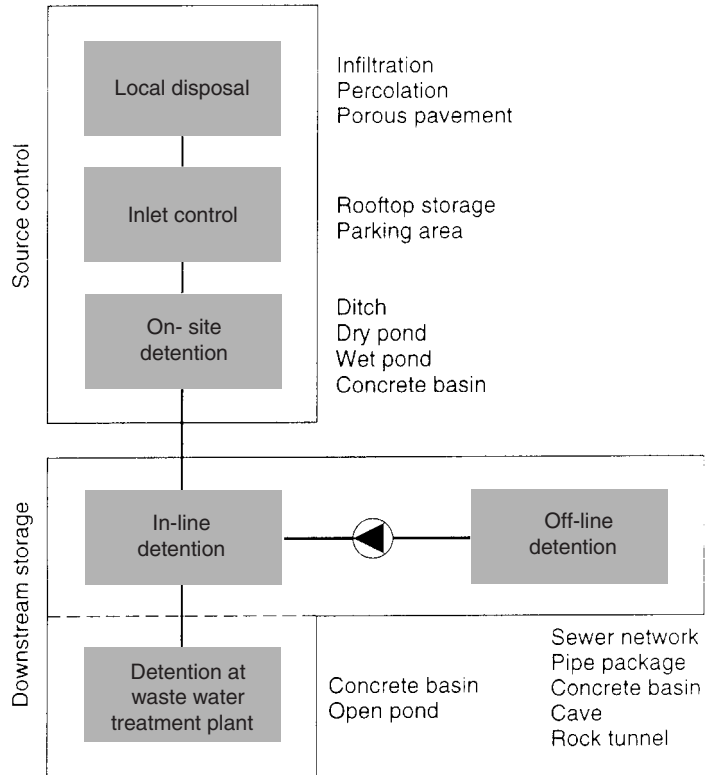 Source control
Local disposal
Infiltration
Percolation
Porous pavement
Inlet control
Rooftop storage
Parking area
On- site
detention
Ditch
Dry pond
Wet pond
Concrete basin
Downstream storage
In-line
detention
Off-line
detention
Detention at
waste water
treatment plant
Concrete basin
Open pond
Sewer network
Pipe package
Concrete basin
Cave
Rock tunnel